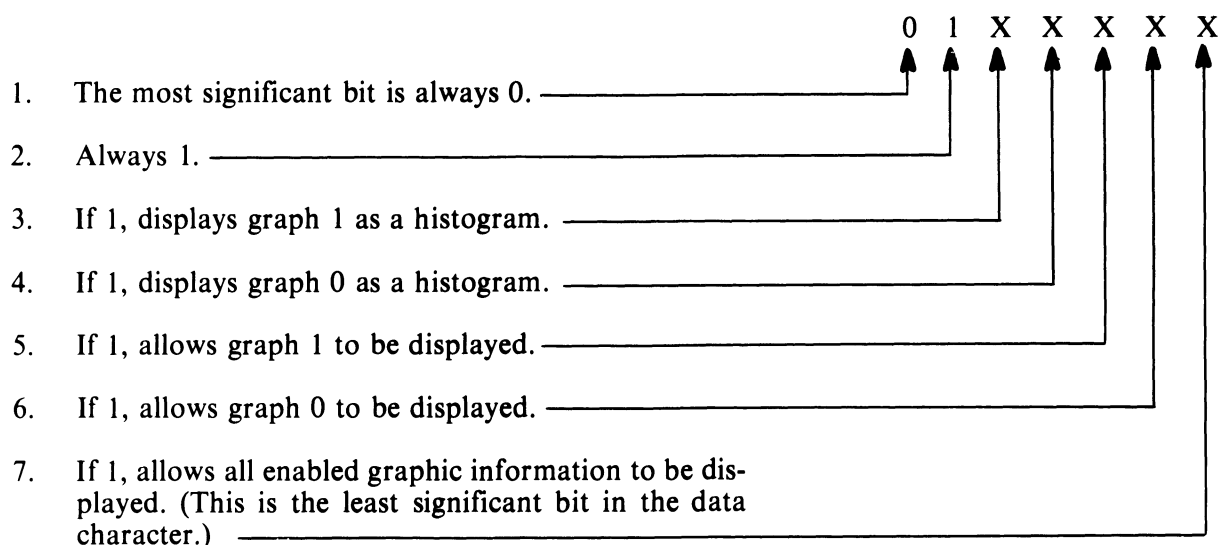 0 1 X X X X X
1. The most significant bit is always 0.
2. Always 1.
3. If 1, displays graph 1 as a histogram.
4. If 1, displays graph 0 as a histogram.
5. If 1, allows graph 1 to be displayed.
6. If 1, allows graph 0 to be displayed.
7. If 1, allows all enabled graphic information to be dis-
played. (This is the least significant bit in the data
character.)